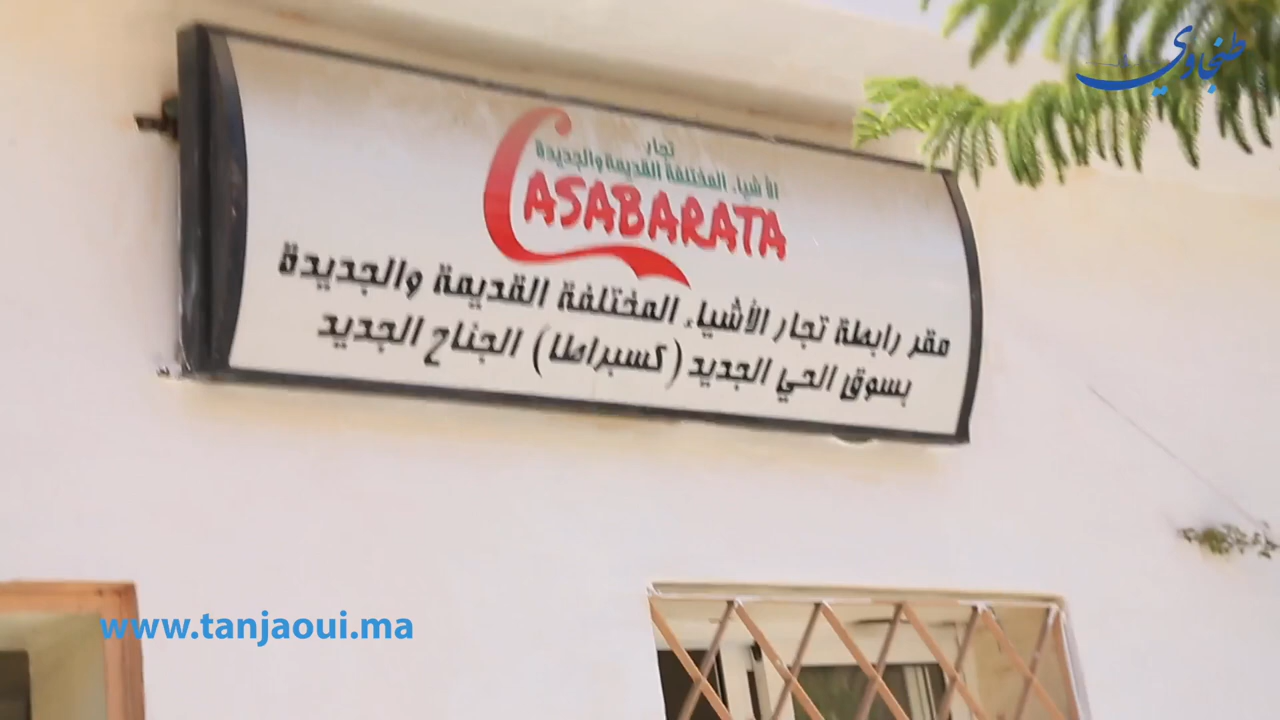 طنجاوي
تجار
الأشياء المختلفة القديمة والجديدة
CASABARATA
مقر رابطة تجار الأشياء المختلفة القديمة والجديدة
بسوق الحي الجديد (كسبراطا) الجناح الجديد
www.tanjaoui.ma